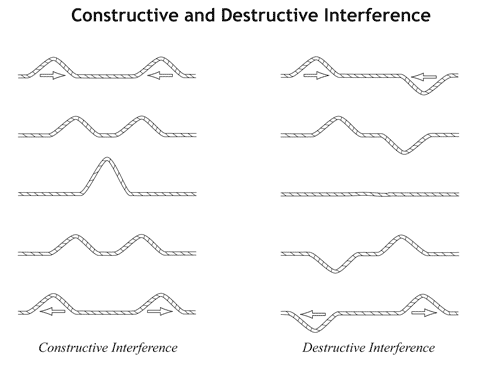 Constructive and Destructive Interference
Constructive Interference
Destructive Interference